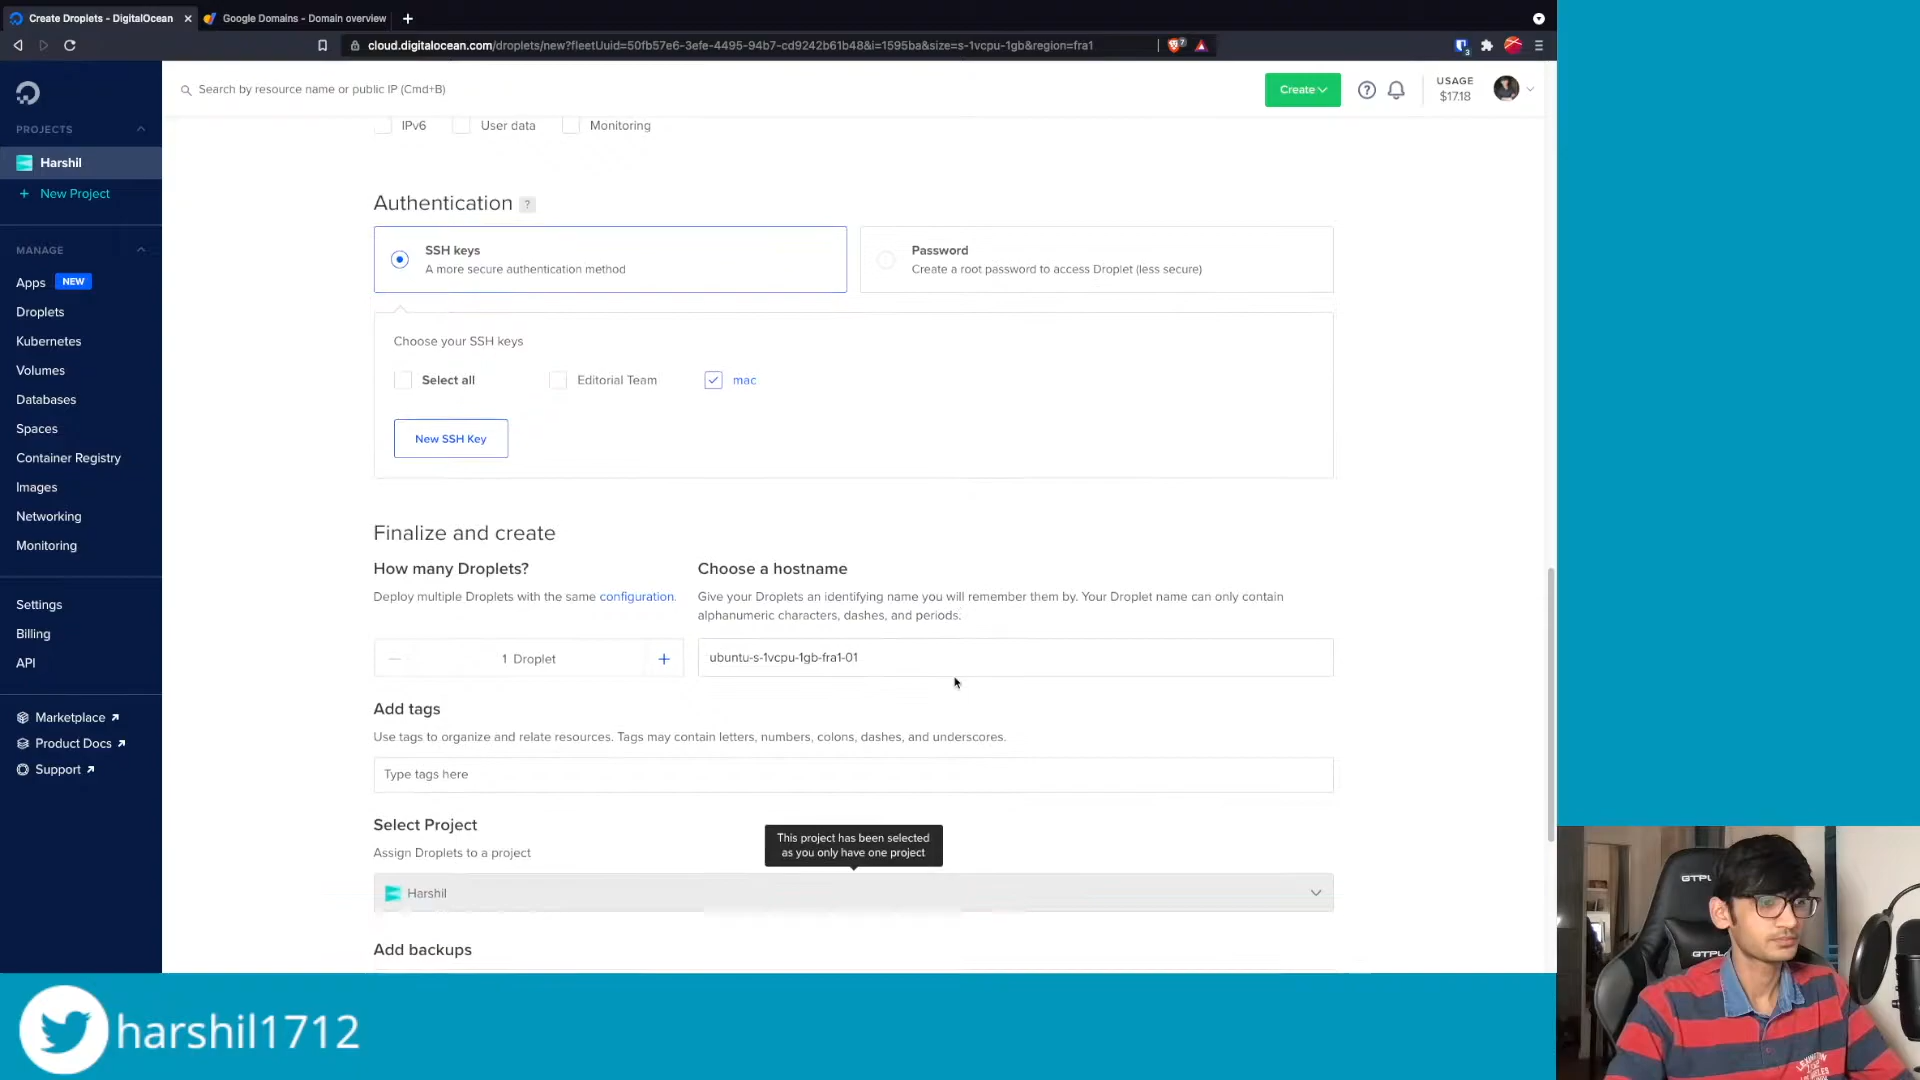 Create Droplets - DigitalOcean
Google Domains - Domain overview
cloud.digitalocean.com/droplets/new?fleetUuid=50fb57e6-3efe-4495-94b7-cd9242b61b48&i=1595ba&size=s-1vcpu-1gb&region=fra1
Search by resource name or public IP (Cmd+B)
Create
USAGE
$17.18
PROJECTS
Harshil
+ New Project
MANAGE
Apps NEW
Droplets
Kubernetes
Volumes
Databases
Spaces
Container Registry
Images
Networking
Monitoring
Settings
Billing
API
Marketplace
Product Docs
Support
IPv6 User data Monitoring
Authentication ?
SSH keys
A more secure authentication method
Password
Create a root password to access Droplet (less secure)
Choose your SSH keys
Select all Editorial Team mac
New SSH Key
Finalize and create
How many Droplets?
Deploy multiple Droplets with the same configuration.
1 Droplet
Choose a hostname
Give your Droplets an identifying name you will remember them by. Your Droplet name can only contain
alphanumeric characters, dashes, and periods.
ubuntu-s-1vcpu-1gb-fra1-01
Add tags
Use tags to organize and relate resources. Tags may contain letters, numbers, colons, dashes, and underscores.
Type tags here
Select Project
Assign Droplets to a project
This project has been selected
as you only have one project
Harshil
Add backups
harshil1712